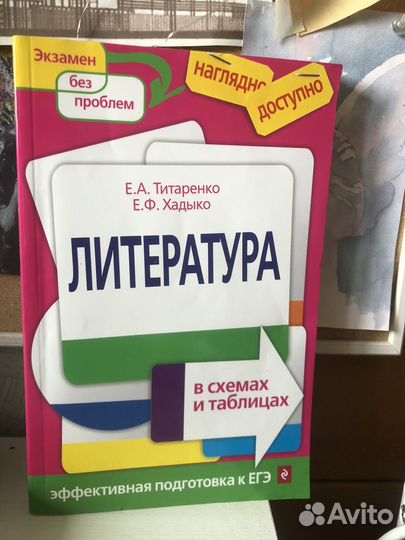 Экзамен
без
проблем
наглядно
доступно
Е.А. Титаренко
Е.Ф. Хадыко
ЛИТЕРАТУРА
в схемах
и таблицах
эффективная подготовка к ЕГЭ
Avito